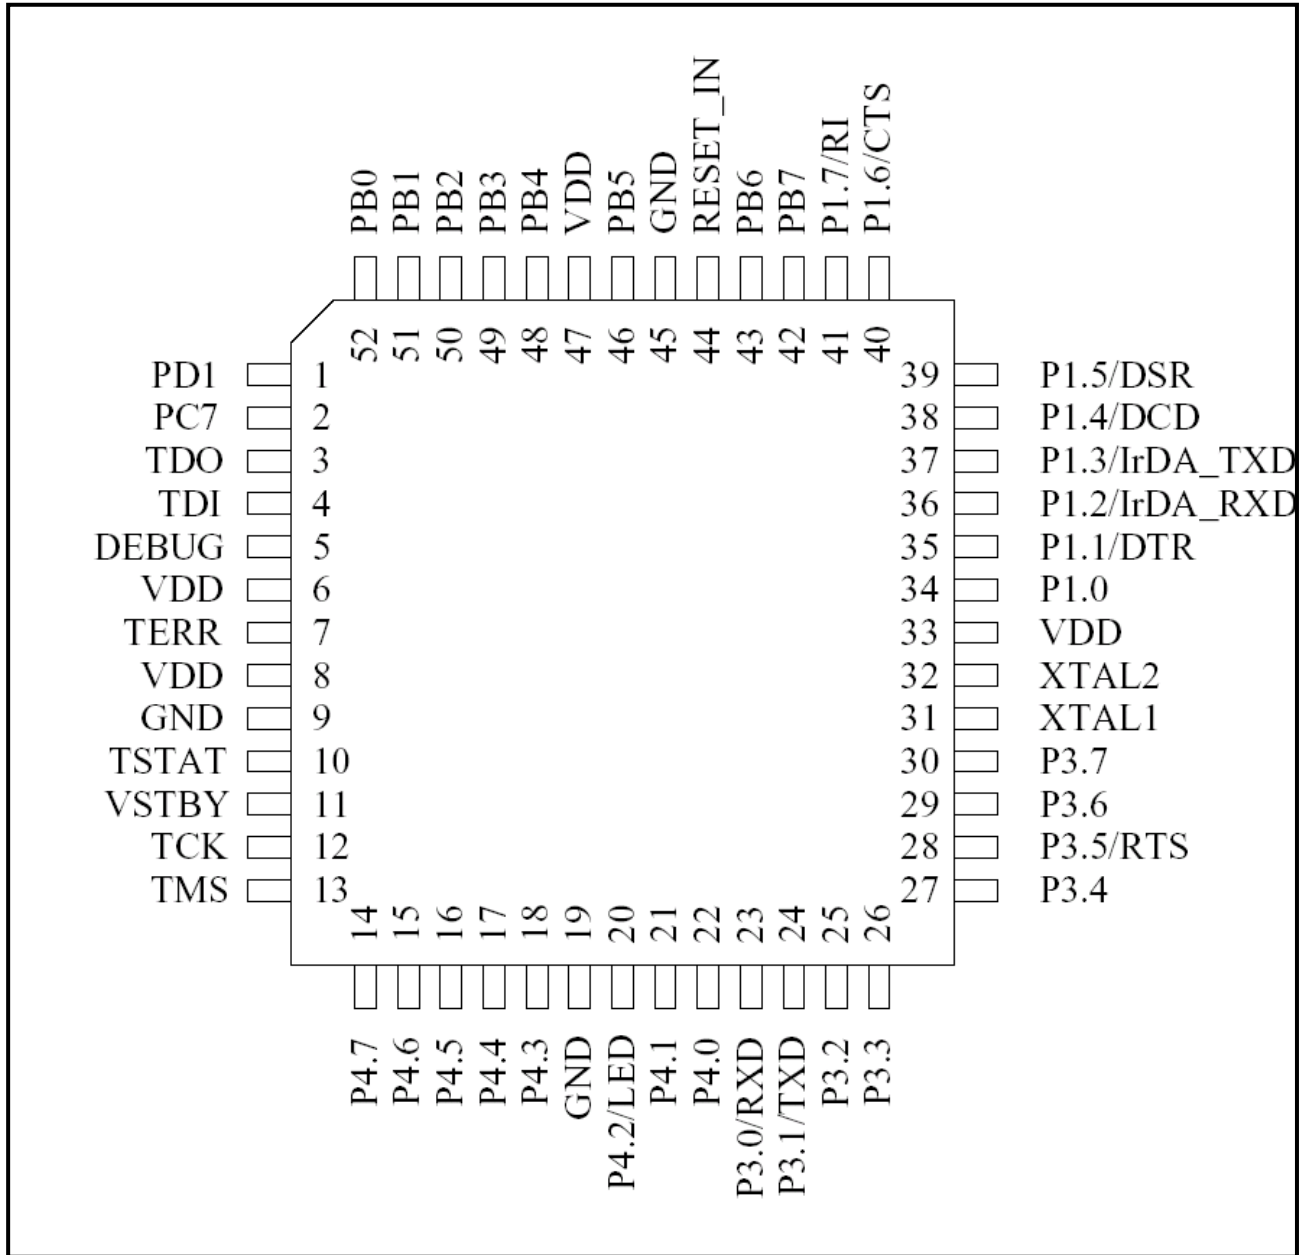 PB0 PB1 PB2 PB3 PB4 VDD PB5 GND RESET_IN PB6 PB7 P1.7/RI P1.6/CTS
52 51 50 49 48 47 46 45 44 43 42 41 40
PD1 1 39 P1.5/DSR
PC7 2 38 P1.4/DCD
TDO 3 37 P1.3/IrDA_TXD
TDI 4 36 P1.2/IrDA_RXD
DEBUG 5 35 P1.1/DTR
VDD 6 34 P1.0
TERR 7 33 VDD
VDD 8 32 XTAL2
GND 9 31 XTAL1
TSTAT 10 30 P3.7
VSTBY 11 29 P3.6
TCK 12 28 P3.5/RTS
TMS 13 27 P3.4
14 15 16 17 18 19 20 21 22 23 24 25 26
P4.7 P4.6 P4.5 P4.4 P4.3 GND P4.2/LED P4.1 P4.0 P3.0/RXD P3.1/TXD P3.2 P3.3